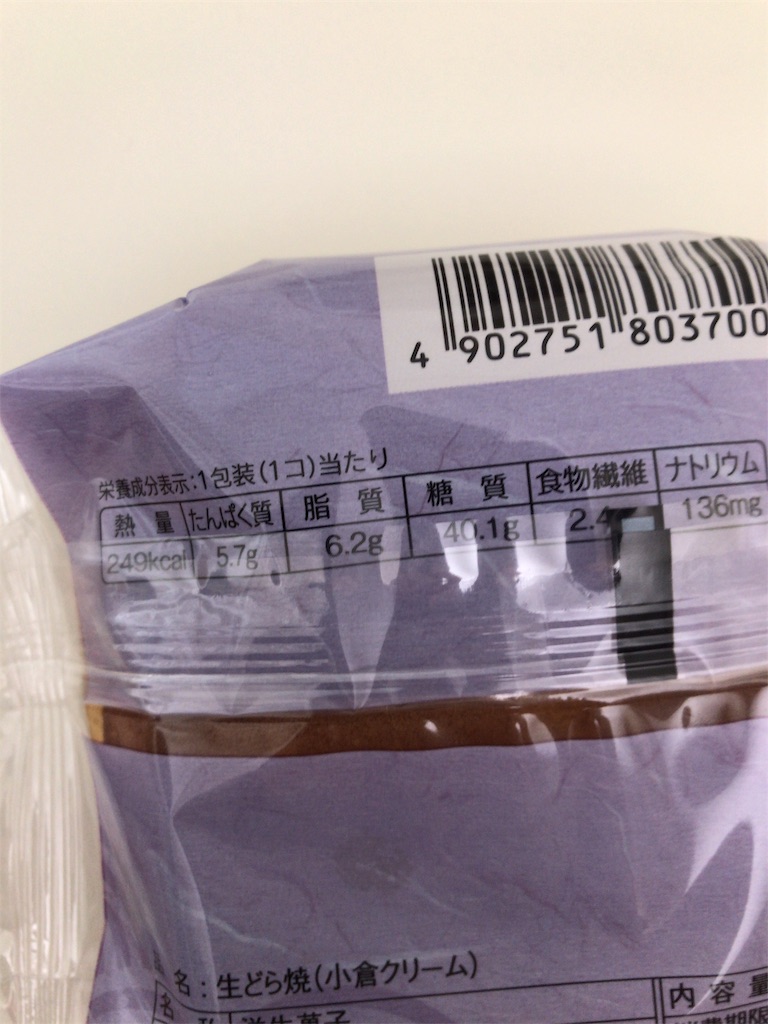 4 902751 803700
栄養成分表示:1包装(1コ)当たり
熱量 たんぱく質 脂質 糖質 食物繊維 ナトリウム
249kcal 5.7g 6.2g 40.1g 2.4 136mg
名:生どら焼(小倉クリーム)
名 内容量
洋生菓子